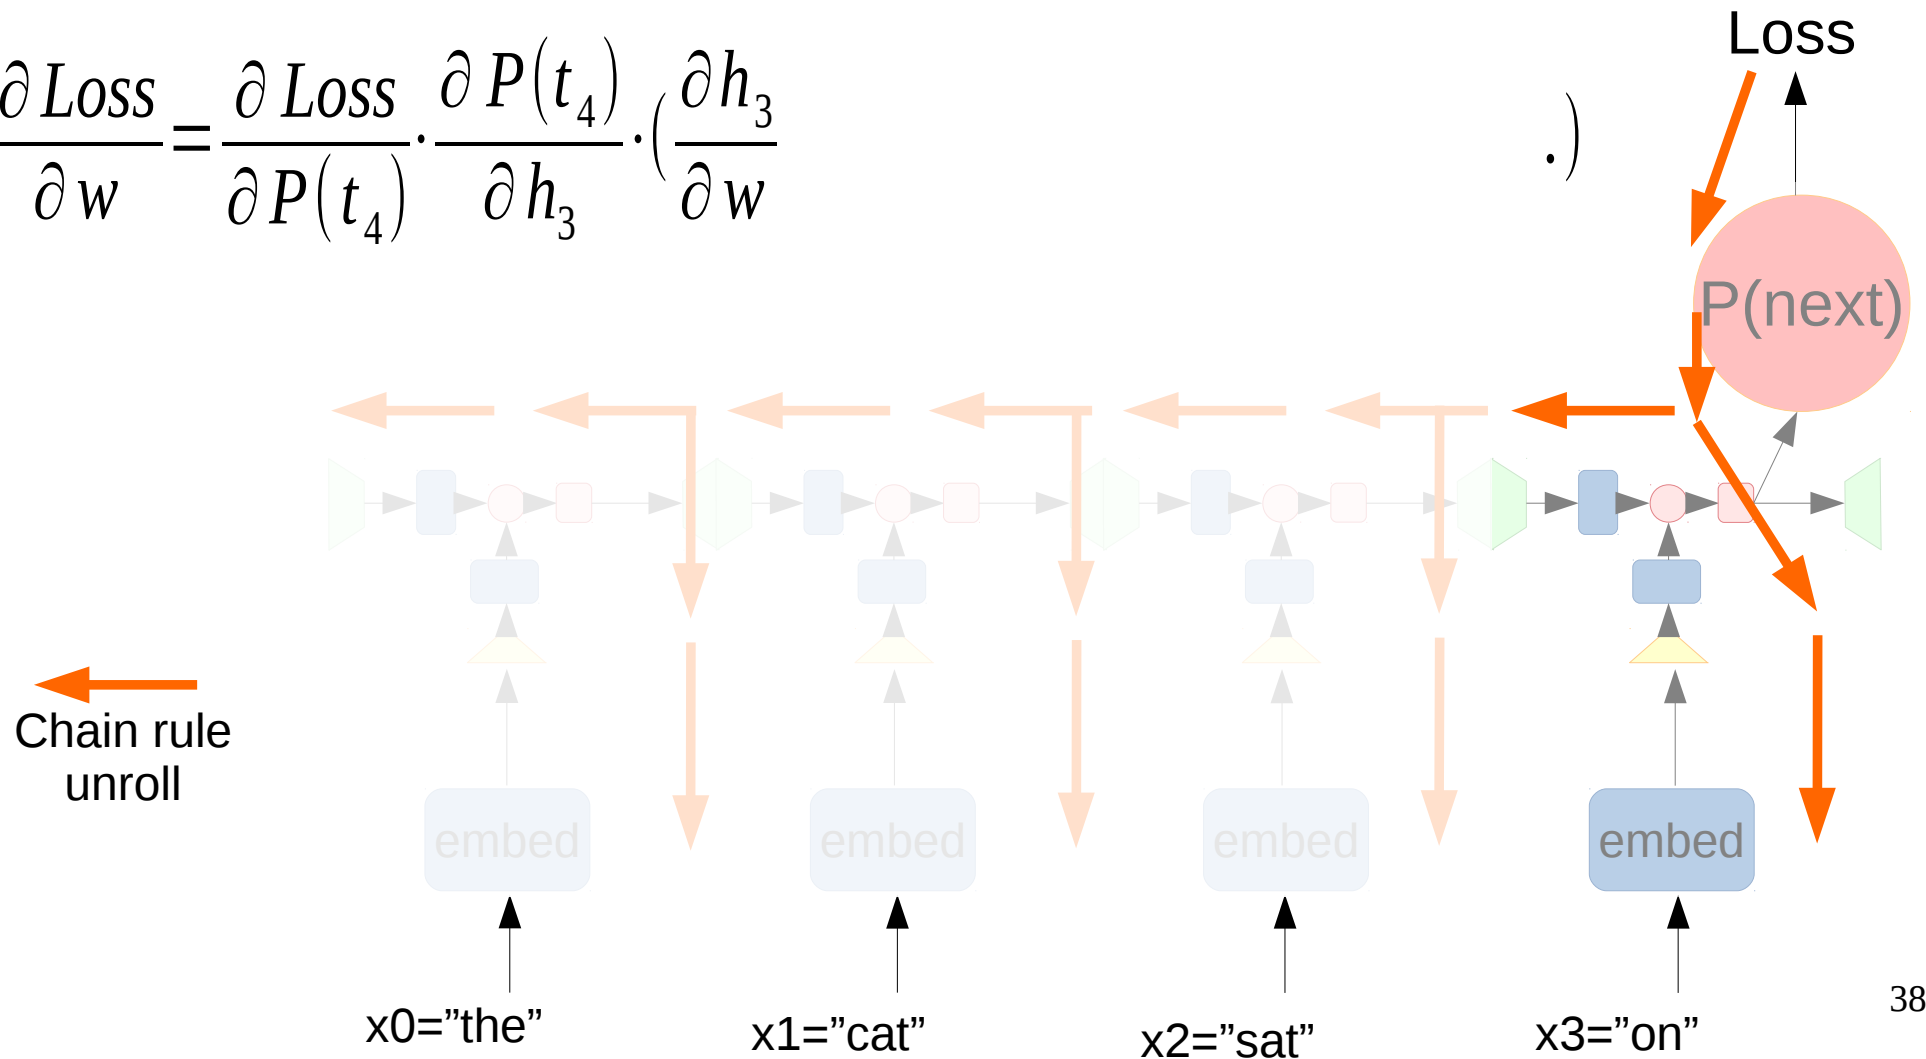 Loss
∂Loss/∂w = ∂Loss/∂P(t₄) · ∂P(t₄)/∂h₃ · (∂h₃/∂w .)
P(next)
Chain rule
unroll
embed embed embed embed
x0=”the” x1=”cat” x2=”sat” x3=”on”
38